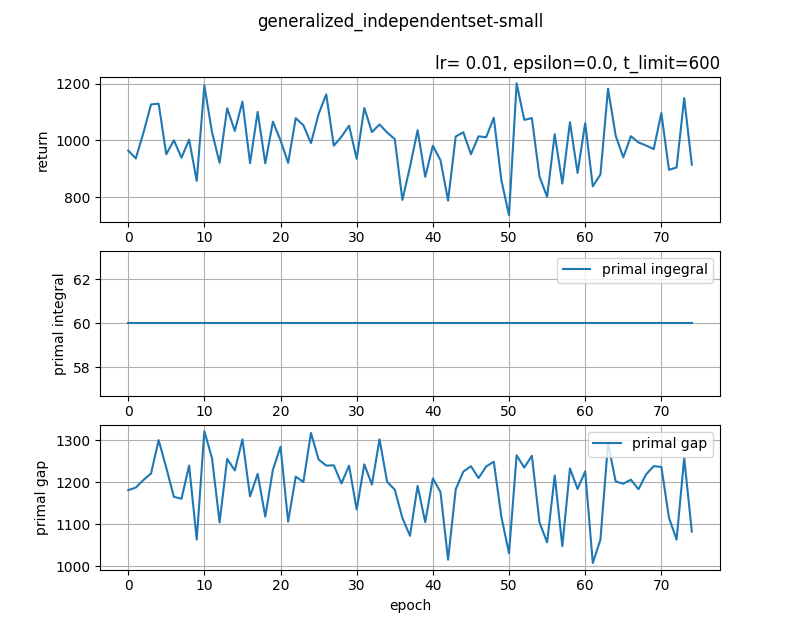 generalized_independentset-small
lr= 0.01, epsilon=0.0, t_limit=600
return
1200
1000
800
0 10 20 30 40 50 60 70
primal integral
62
60
58
primal ingegral
0 10 20 30 40 50 60 70
primal gap
1300
1200
1100
1000
primal gap
0 10 20 30 40 50 60 70
epoch